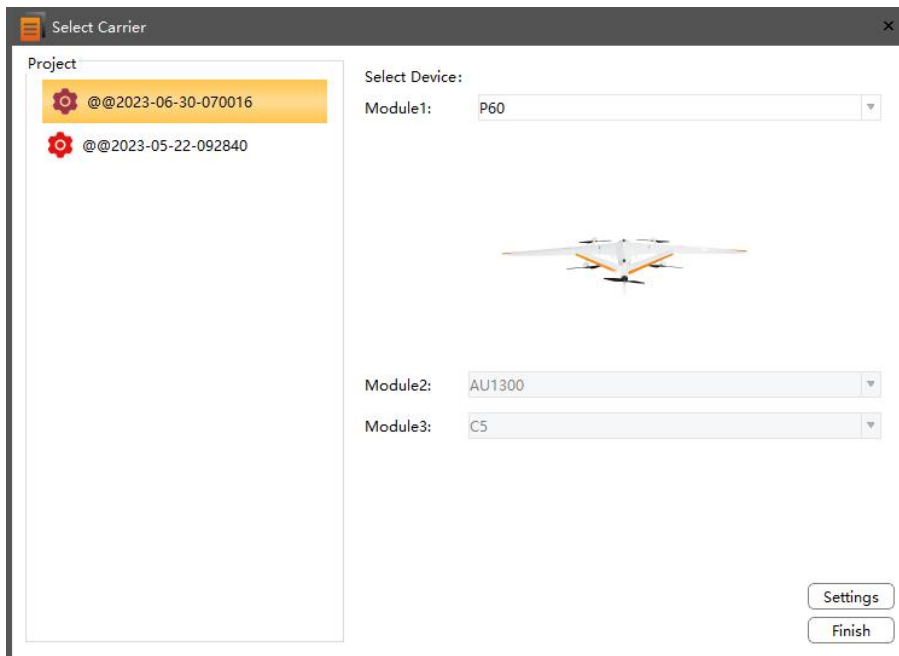 Select Carrier
Project
@@2023-06-30-070016
@@2023-05-22-092840
Select Device:
Module1: P60
Module2: AU1300
Module3: C5
Settings
Finish